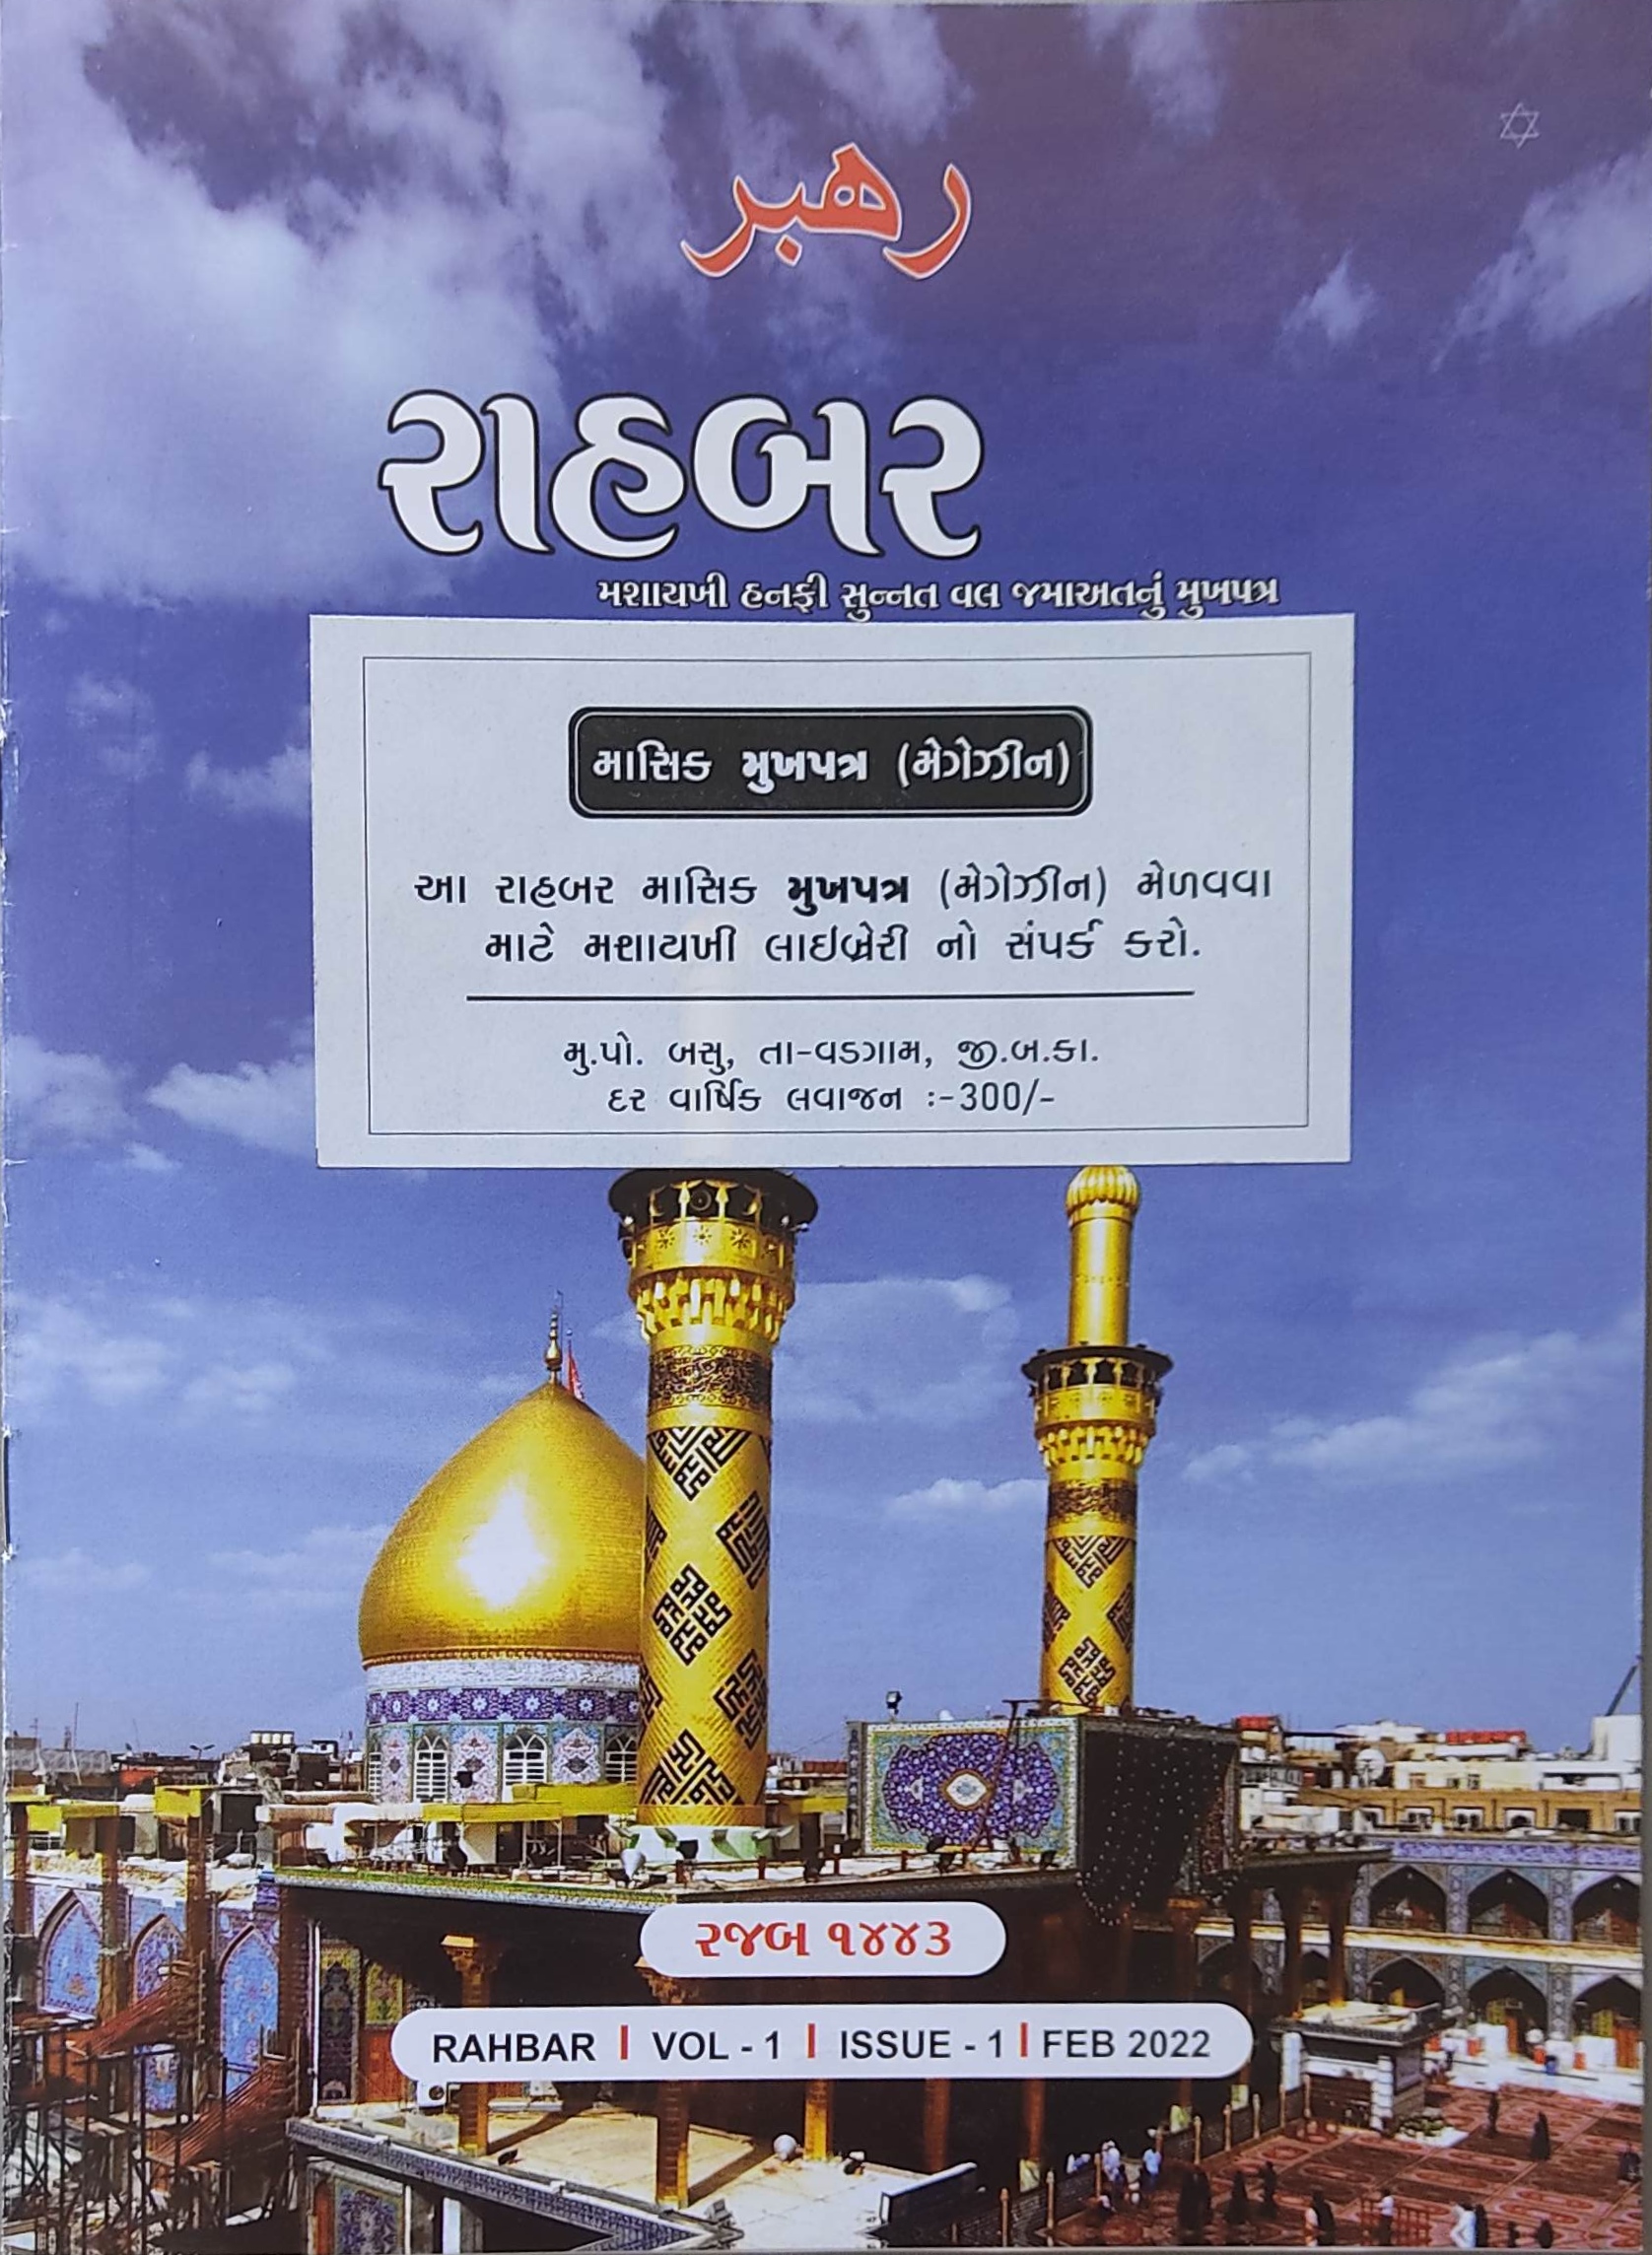 رهبر
રાહબર
મશાયખી હનફી સુન્નત વલ જમાઅતનું મુખપત્ર
માસિક મુખપત્ર (મેગેઝીન)
આ રાહબર માસિક મુખપત્ર (મેગેઝીન) મેળવવા
માટે મશાયખી લાઈબ્રેરી નો સંપર્ક કરો.
મુ.પો. બસુ, તા-વડગામ, જી.બ.કા.
દર વાર્ષિક લવાજન :-300/-
રજબ ૧૪૪૩
RAHBAR | VOL - 1 | ISSUE - 1 | FEB 2022